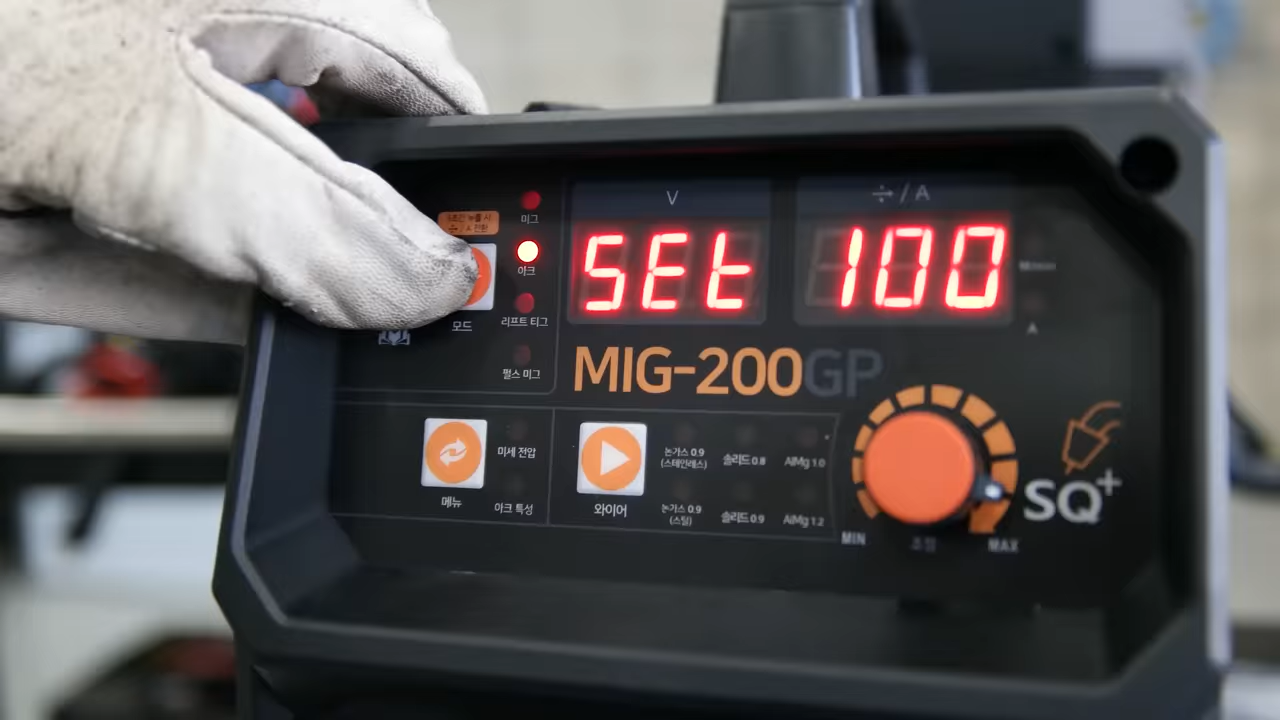 V
÷/A
미그
SEt
100
아크
모드
리프트 티그
펄스 미그
MIG-200GP
메뉴
미세 전압
아크 특성
와이어
논가스 0.9
(스테인레스)
솔리드 0.8
AlMg 1.0
논가스 0.9
(스틸)
솔리드 0.9
AlMg 1.2
MIN
조절
MAX
A
SQ+